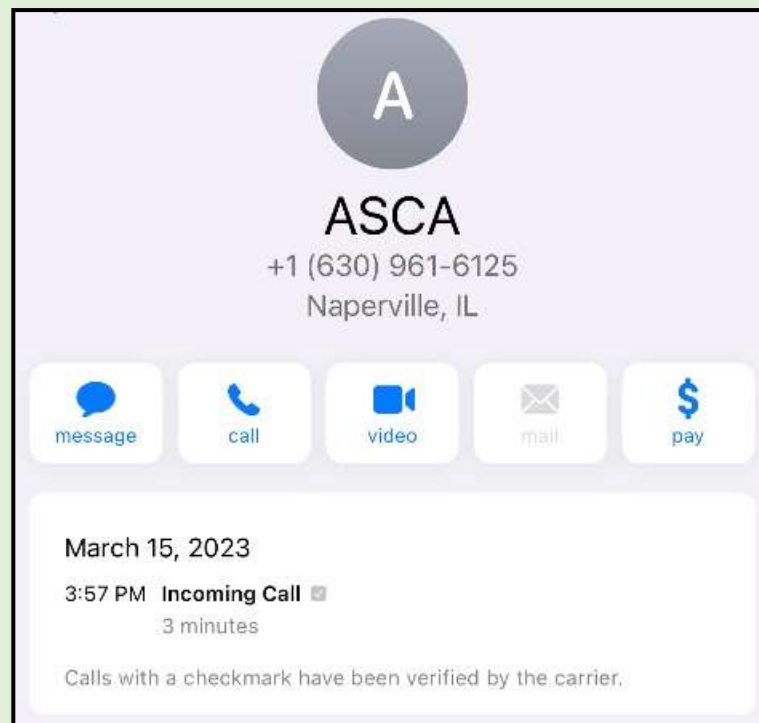 A
ASCA
+1 (630) 961-6125
Naperville, IL
message call video mail pay
March 15, 2023
3:57 PM Incoming Call
3 minutes
Calls with a checkmark have been verified by the carrier.